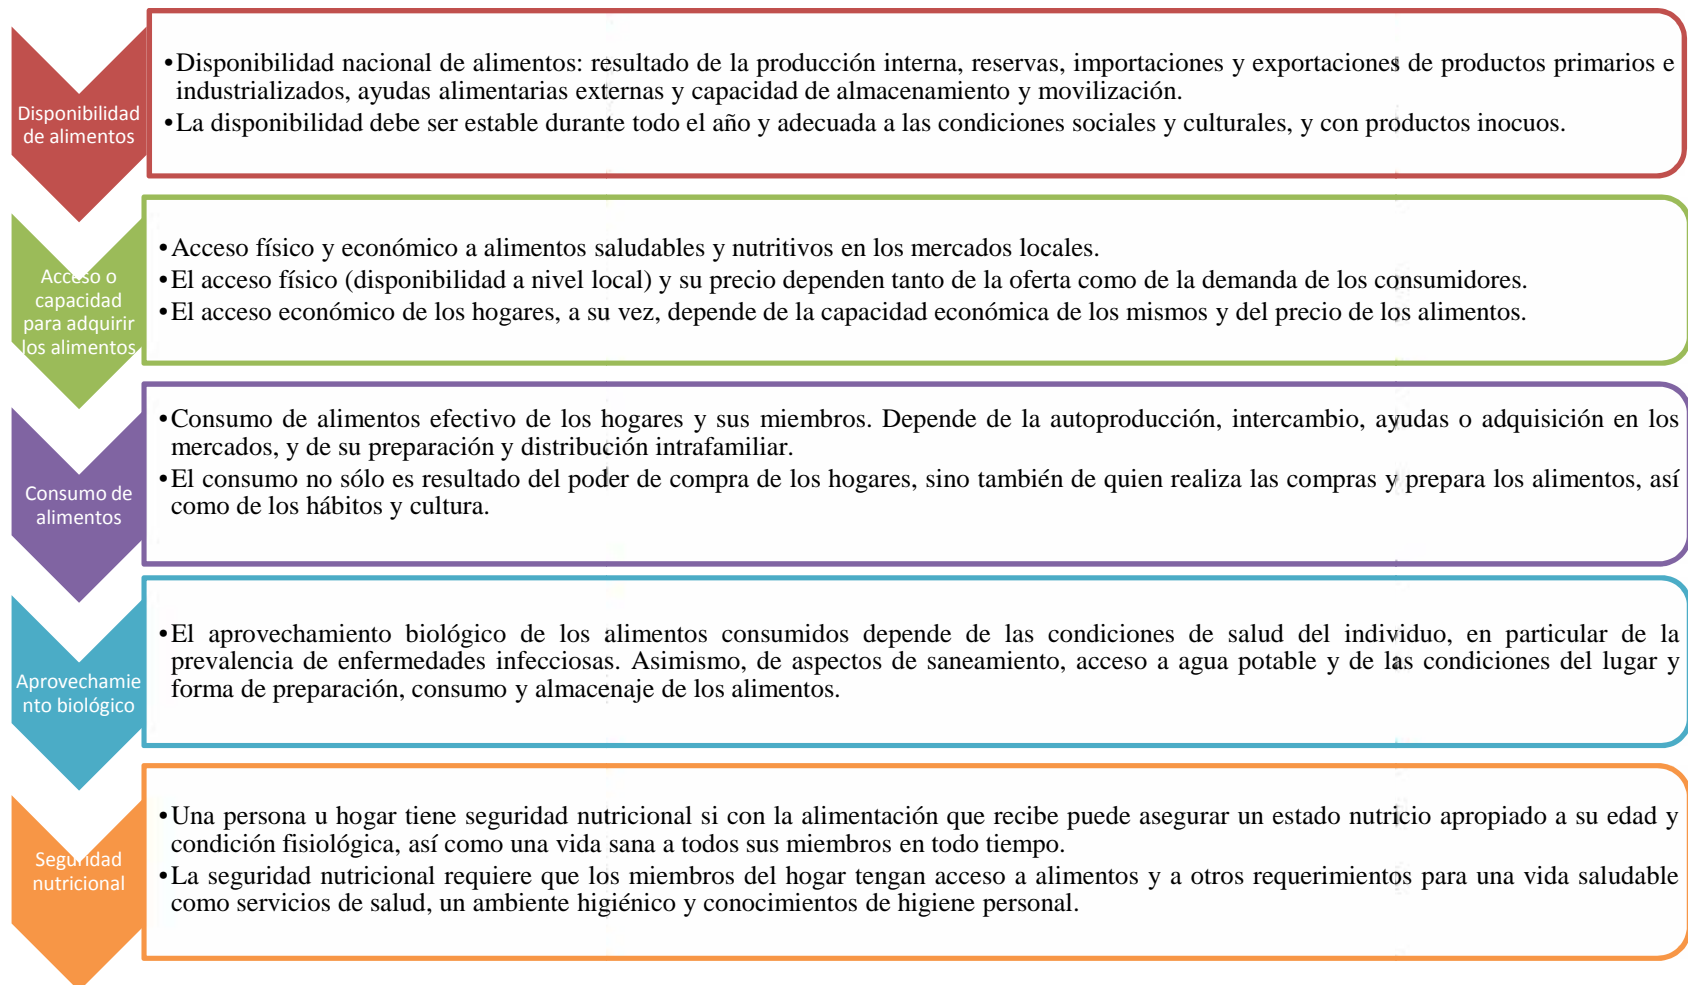 Disponibilidad
de alimentos
•Disponibilidad nacional de alimentos: resultado de la producción interna, reservas, importaciones y exportaciones de productos primarios e
industrializados, ayudas alimentarias externas y capacidad de almacenamiento y movilización.
•La disponibilidad debe ser estable durante todo el año y adecuada a las condiciones sociales y culturales, y con productos inocuos.
Acceso o
capacidad
para adquirir
los alimentos
•Acceso físico y económico a alimentos saludables y nutritivos en los mercados locales.
•El acceso físico (disponibilidad a nivel local) y su precio dependen tanto de la oferta como de la demanda de los consumidores.
•El acceso económico de los hogares, a su vez, depende de la capacidad económica de los mismos y del precio de los alimentos.
Consumo de
alimentos
•Consumo de alimentos efectivo de los hogares y sus miembros. Depende de la autoproducción, intercambio, ayudas o adquisición en los
mercados, y de su preparación y distribución intrafamiliar.
•El consumo no sólo es resultado del poder de compra de los hogares, sino también de quien realiza las compras y prepara los alimentos, así
como de los hábitos y cultura.
Aprovechamie
nto biológico
•El aprovechamiento biológico de los alimentos consumidos depende de las condiciones de salud del individuo, en particular de la
prevalencia de enfermedades infecciosas. Asimismo, de aspectos de saneamiento, acceso a agua potable y de las condiciones del lugar y
forma de preparación, consumo y almacenaje de los alimentos.
Seguridad
nutricional
•Una persona u hogar tiene seguridad nutricional si con la alimentación que recibe puede asegurar un estado nutricio apropiado a su edad y
condición fisiológica, así como una vida sana a todos sus miembros en todo tiempo.
•La seguridad nutricional requiere que los miembros del hogar tengan acceso a alimentos y a otros requerimientos para una vida saludable
como servicios de salud, un ambiente higiénico y conocimientos de higiene personal.